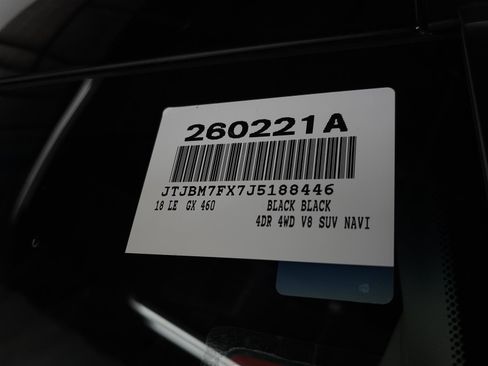 260221A
JTJBM7FX7J5188446
18 LE GX 460 BLACK BLACK
4DR 4WD V8 SUV NAVI